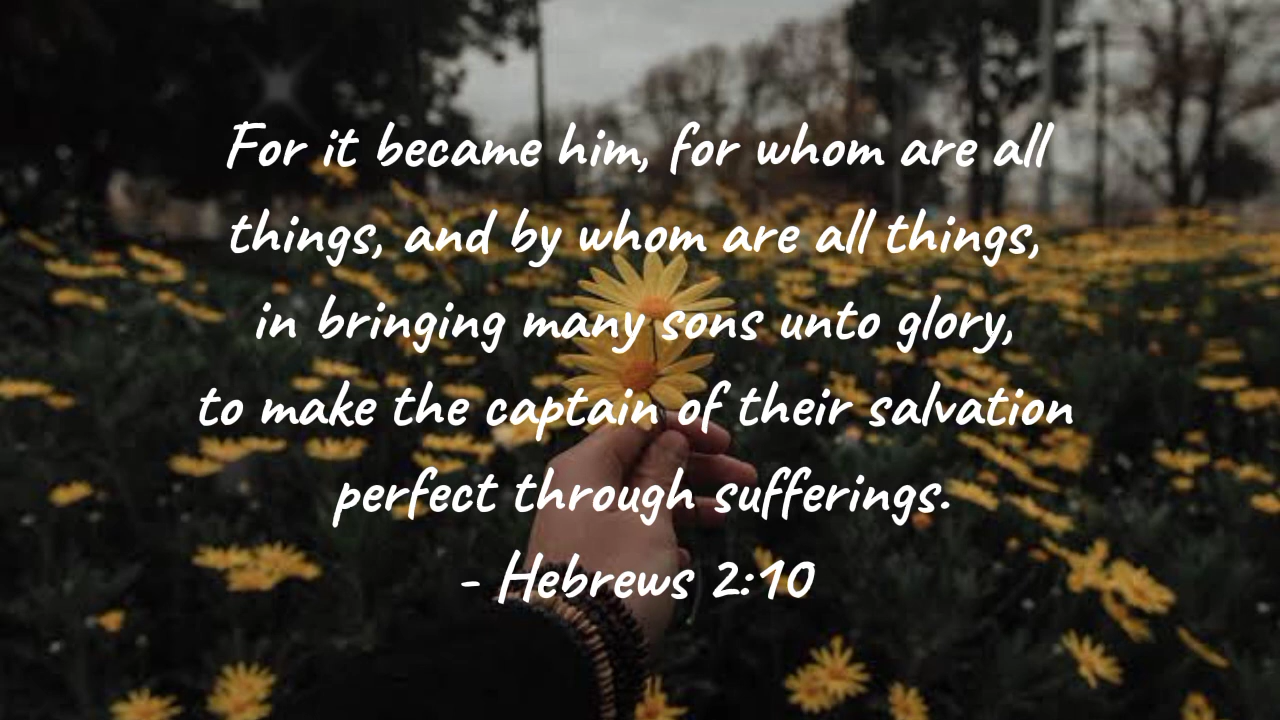 For it became him, for whom are all
things, and by whom are all things,
in bringing many sons unto glory,
to make the captain of their salvation
perfect through sufferings.
- Hebrews 2:10